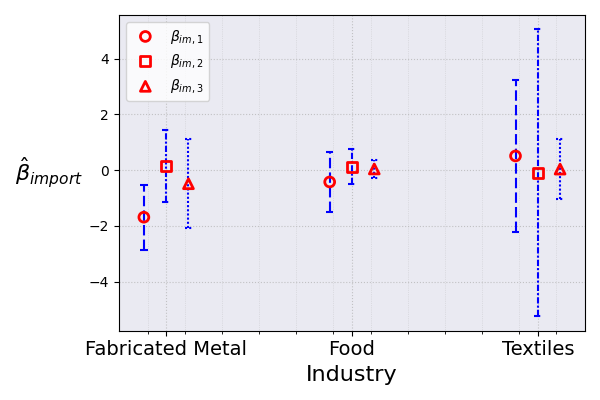 β_{im, 1}
β_{im, 2}
β_{im, 3}
4
2
0
−2
−4
β̂_{import}
Fabricated Metal Food Textiles
Industry